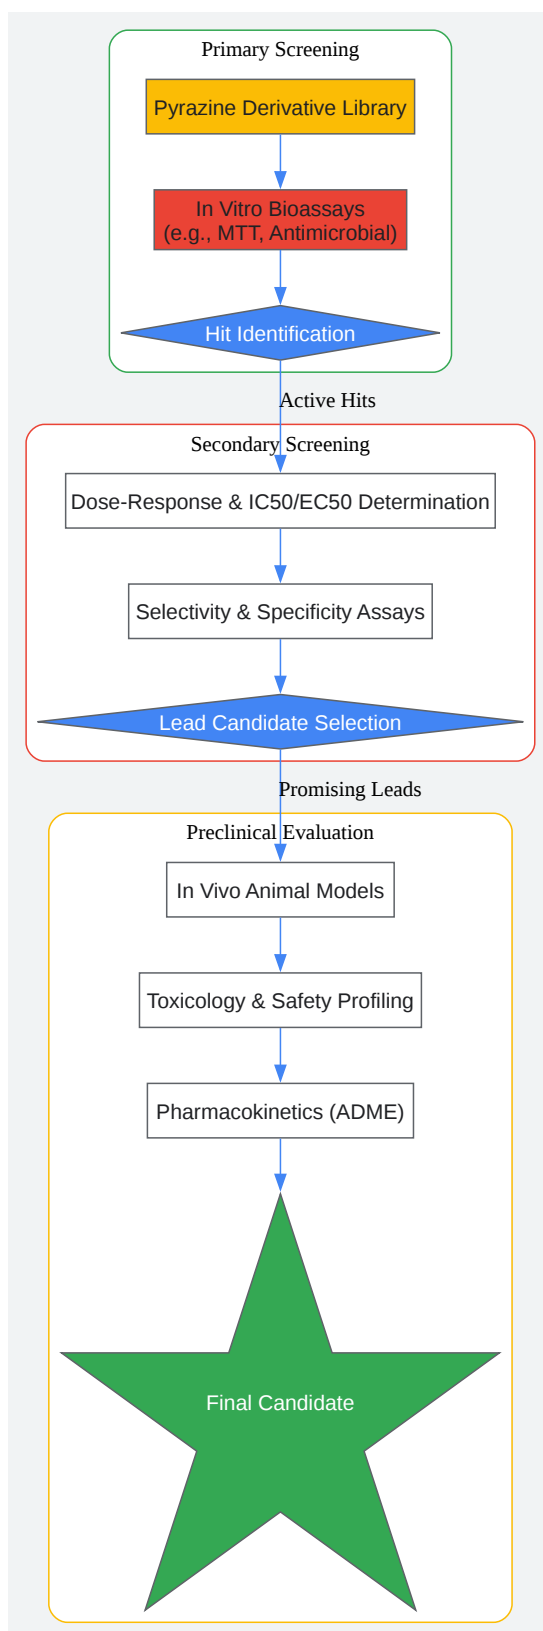 Primary Screening
Pyrazine Derivative Library
In Vitro Bioassays
(e.g., MTT, Antimicrobial)
Hit Identification
Active Hits
Secondary Screening
Dose-Response & IC50/EC50 Determination
Selectivity & Specificity Assays
Lead Candidate Selection
Promising Leads
Preclinical Evaluation
In Vivo Animal Models
Toxicology & Safety Profiling
Pharmacokinetics (ADME)
Final Candidate